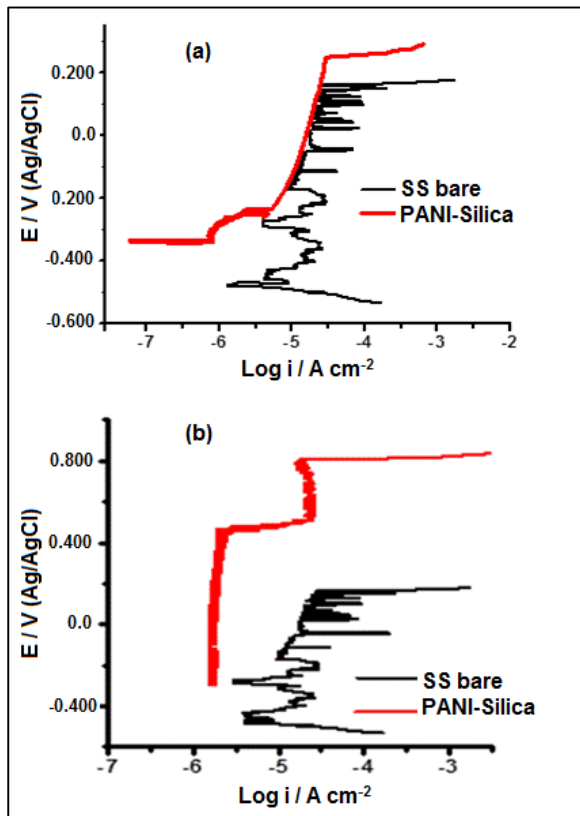 (a)
0.200
0.0
0.200
-0.400
-0.600
E / V (Ag/AgCl)
SS bare
PANI-Silica
-7 -6 -5 -4 -3 -2
Log i / A cm-2
(b)
0.800
0.400
0.0
-0.400
E / V (Ag/AgCl)
SS bare
PANI-Silica
-7 -6 -5 -4 -3
Log i / A cm-2